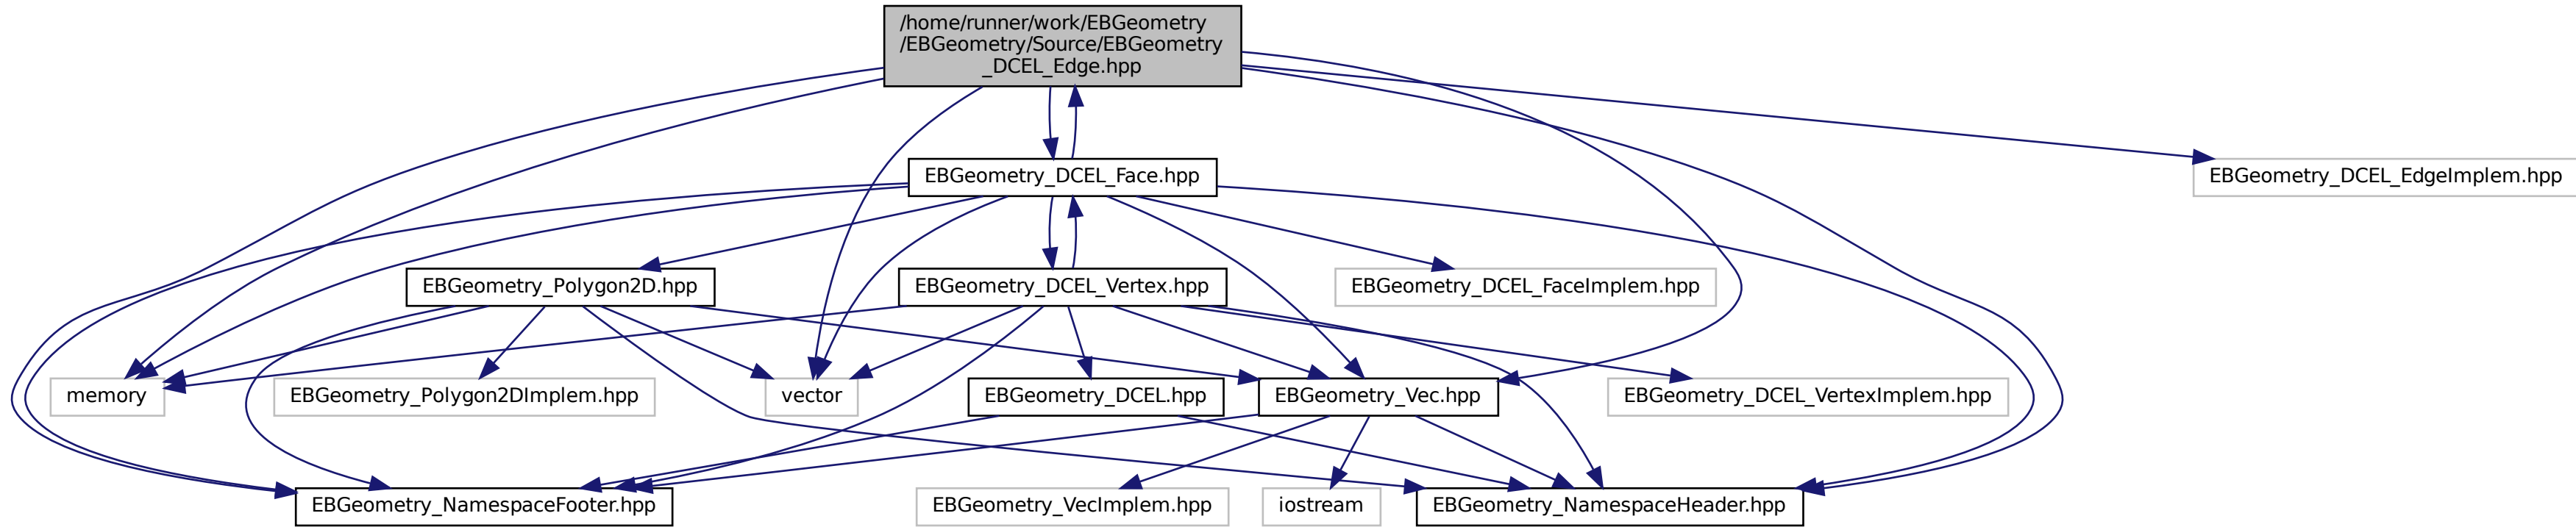 /home/runner/work/EBGeometry
/EBGeometry/Source/EBGeometry
_DCEL_Edge.hpp
EBGeometry_DCEL_Face.hpp
EBGeometry_DCEL_EdgeImplem.hpp
EBGeometry_Polygon2D.hpp
EBGeometry_DCEL_Vertex.hpp
EBGeometry_DCEL_FaceImplem.hpp
memory
EBGeometry_Polygon2DImplem.hpp
vector
EBGeometry_DCEL.hpp
EBGeometry_Vec.hpp
EBGeometry_DCEL_VertexImplem.hpp
EBGeometry_NamespaceFooter.hpp
EBGeometry_VecImplem.hpp
iostream
EBGeometry_NamespaceHeader.hpp